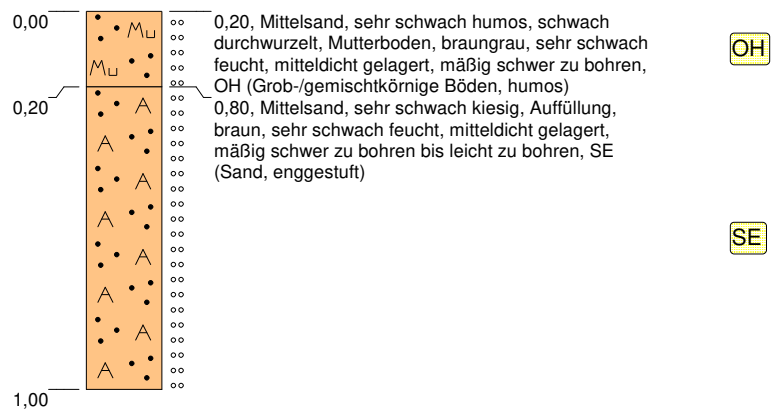 0,00
0,20, Mittelsand, sehr schwach humos, schwach
durchwurzelt, Mutterboden, braungrau, sehr schwach
feucht, mitteldicht gelagert, mäßig schwer zu bohren,
OH (Grob-/gemischtkörnige Böden, humos)
OH
Mu
Mu
0,20
0,80, Mittelsand, sehr schwach kiesig, Auffüllung,
braun, sehr schwach feucht, mitteldicht gelagert,
mäßig schwer zu bohren bis leicht zu bohren, SE
(Sand, enggestuft)
A
A
A
A
A
A
A
A
SE
1,00